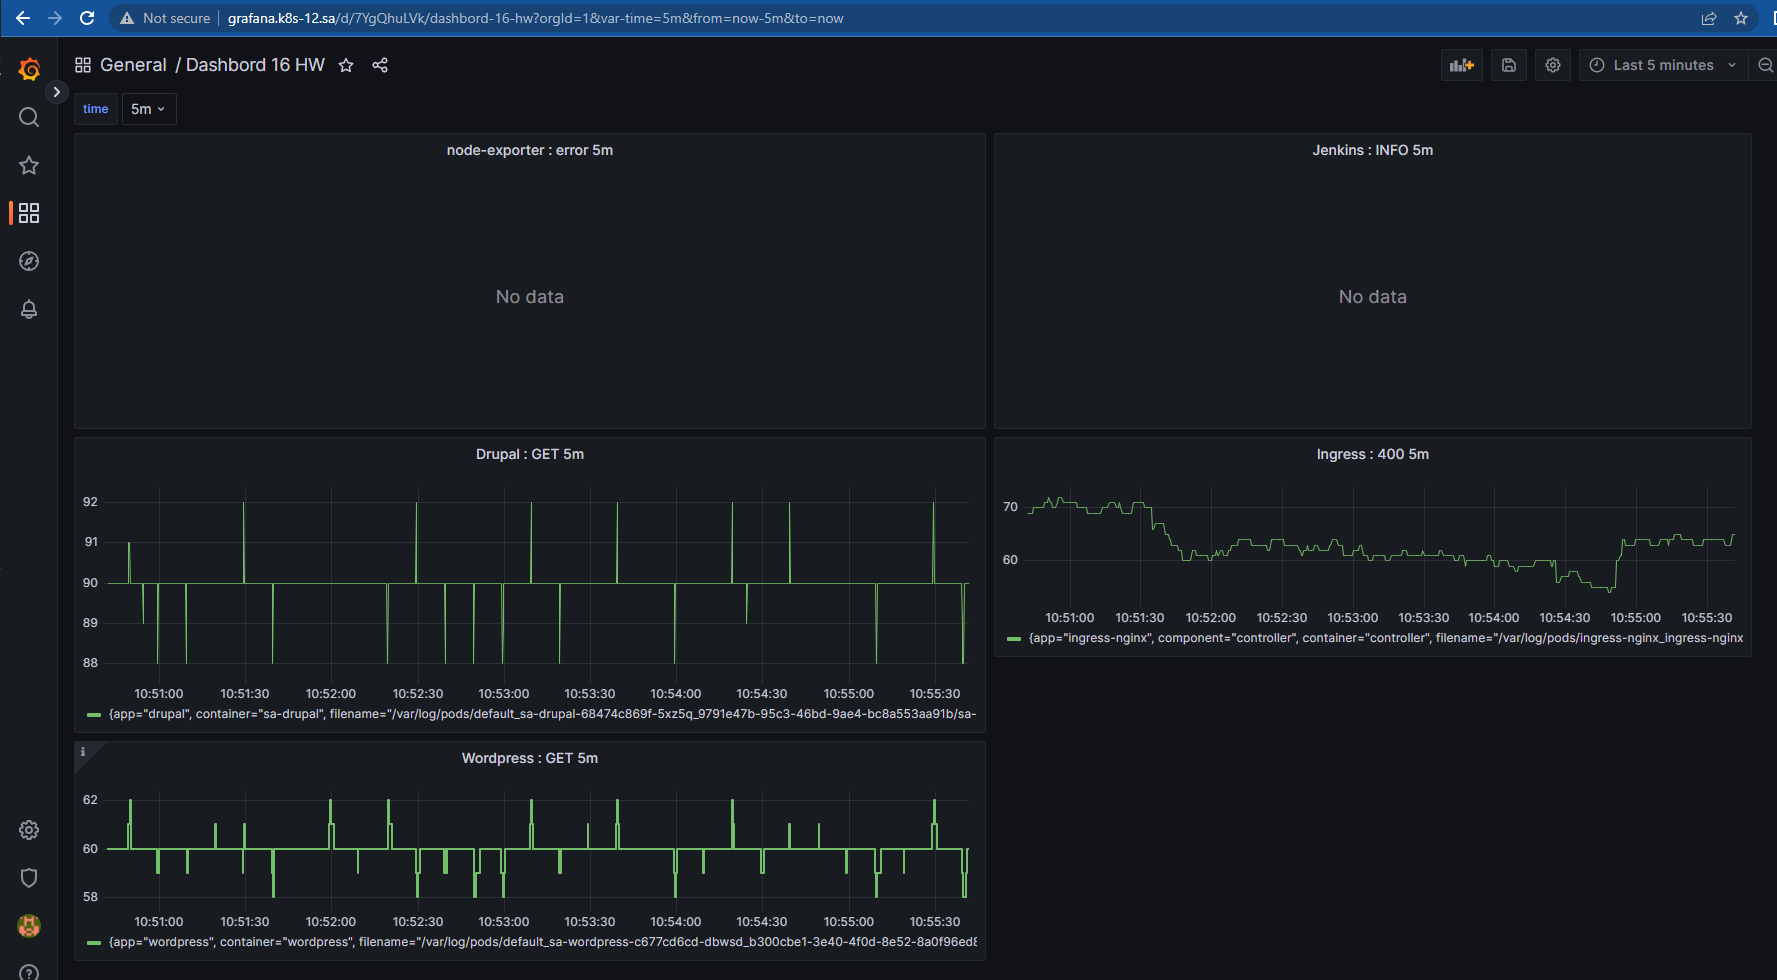 Not secure grafana.k8s-12.sa/d/7YgQhuLVk/dashbord-16-hw?orgId=1&var-time=5m&from=now-5m&to=now
General / Dashbord 16 HW
Last 5 minutes
time 5m
node-exporter : error 5m
No data
Jenkins : INFO 5m
No data
Drupal : GET 5m
92
91
90
89
88
10:51:00 10:51:30 10:52:00 10:52:30 10:53:00 10:53:30 10:54:00 10:54:30 10:55:00 10:55:30
{app="drupal", container="sa-drupal", filename="/var/log/pods/default_sa-drupal-68474c869f-5xz5q_9791e47b-95c3-46bd-9ae4-bc8a553aa91b/sa-
Ingress : 400 5m
70
60
10:51:00 10:51:30 10:52:00 10:52:30 10:53:00 10:53:30 10:54:00 10:54:30 10:55:00 10:55:30
{app="ingress-nginx", component="controller", container="controller", filename="/var/log/pods/ingress-nginx_ingress-nginx
Wordpress : GET 5m
62
60
58
10:51:00 10:51:30 10:52:00 10:52:30 10:53:00 10:53:30 10:54:00 10:54:30 10:55:00 10:55:30
{app="wordpress", container="wordpress", filename="/var/log/pods/default_sa-wordpress-c677cd6cd-dbwsd_b300cbe1-3e40-4f0d-8e52-8a0f96ed8